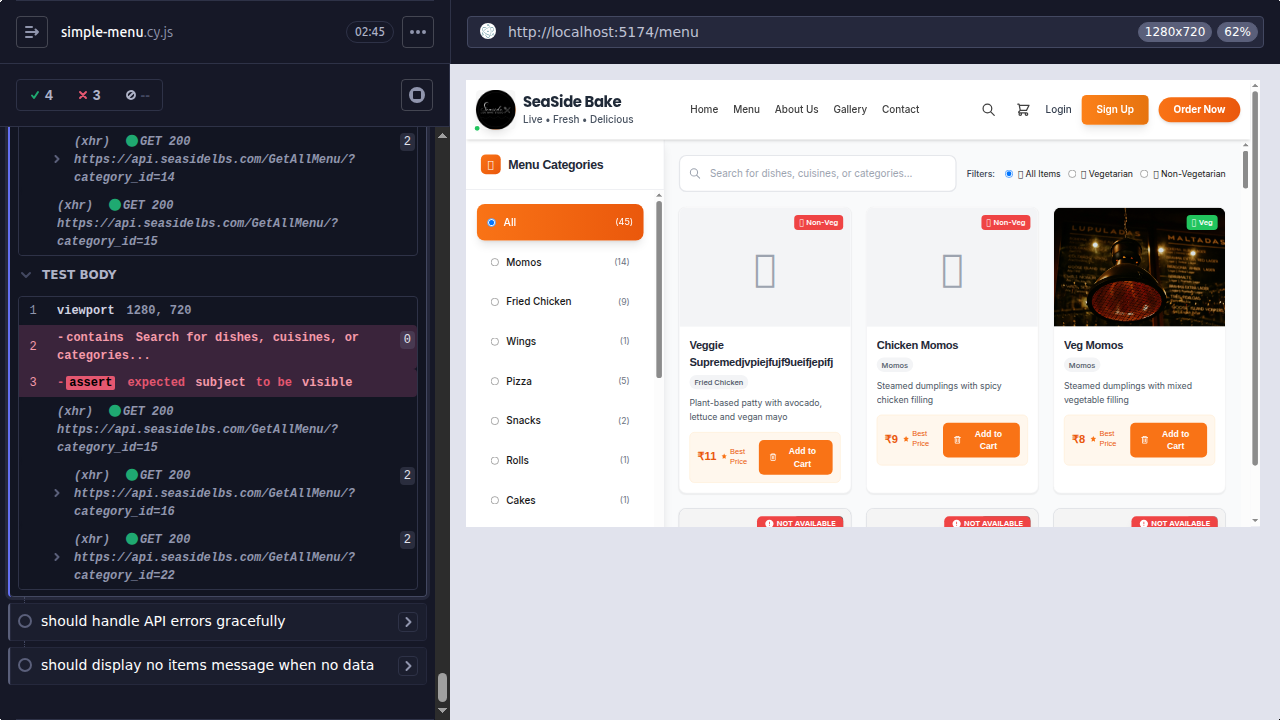 simple-menu.cy.js
02:45
4
3
--
(xhr) GET 200 2
https://api.seasidelbs.com/GetAllMenu/?
category_id=14
(xhr) GET 200
https://api.seasidelbs.com/GetAllMenu/?
category_id=15
TEST BODY
1 viewport 1280, 720
2 -contains Search for dishes, cuisines, or 0
categories...
3 -assert expected subject to be visible
(xhr) GET 200
https://api.seasidelbs.com/GetAllMenu/?
category_id=15
(xhr) GET 200 2
https://api.seasidelbs.com/GetAllMenu/?
category_id=16
(xhr) GET 200 2
https://api.seasidelbs.com/GetAllMenu/?
category_id=22
should handle API errors gracefully
should display no items message when no data
http://localhost:5174/menu
1280x720
62%
SeaSide Bake
Live • Fresh • Delicious
Home Menu About Us Gallery Contact
Login Sign Up Order Now
Menu Categories
All (45)
Momos (14)
Fried Chicken (9)
Wings (1)
Pizza (5)
Snacks (2)
Rolls (1)
Cakes (1)
Search for dishes, cuisines, or categories...
Filters: All Items Vegetarian Non-Vegetarian
Non-Veg
Veggie
Supremedjvpiejfujf9ueifjepifj
Fried Chicken
Plant-based patty with avocado,
lettuce and vegan mayo
₹11 Best Price
Add to Cart
Non-Veg
Chicken Momos
Momos
Steamed dumplings with spicy
chicken filling
₹9 Best Price
Add to Cart
LUPULADAS
MALTADAS
Veg
Veg Momos
Momos
Steamed dumplings with mixed
vegetable filling
₹8 Best Price
Add to Cart
NOT AVAILABLE
NOT AVAILABLE
NOT AVAILABLE